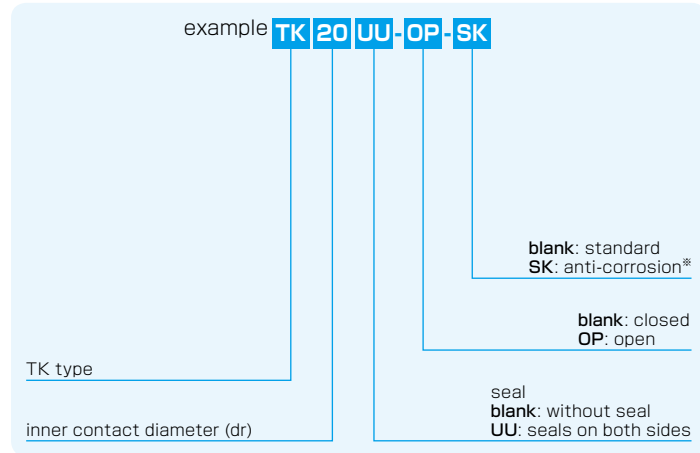 example TK 20 UU - OP - SK
blank: standard
SK: anti-corrosion※
blank: closed
OP: open
TK type
seal
blank: without seal
inner contact diameter (dr)
UU: seals on both sides